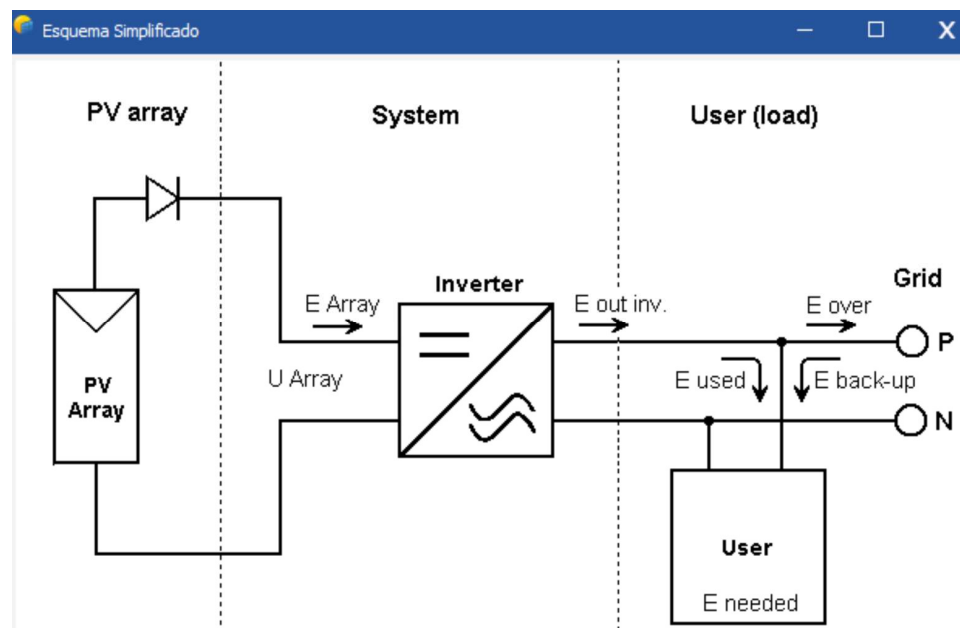 Esquema Simplificado
PV array
System
User (load)
Inverter
Grid
E Array
E out inv.
E over
P
U Array
E used
E back-up
PV
Array
N
User
E needed